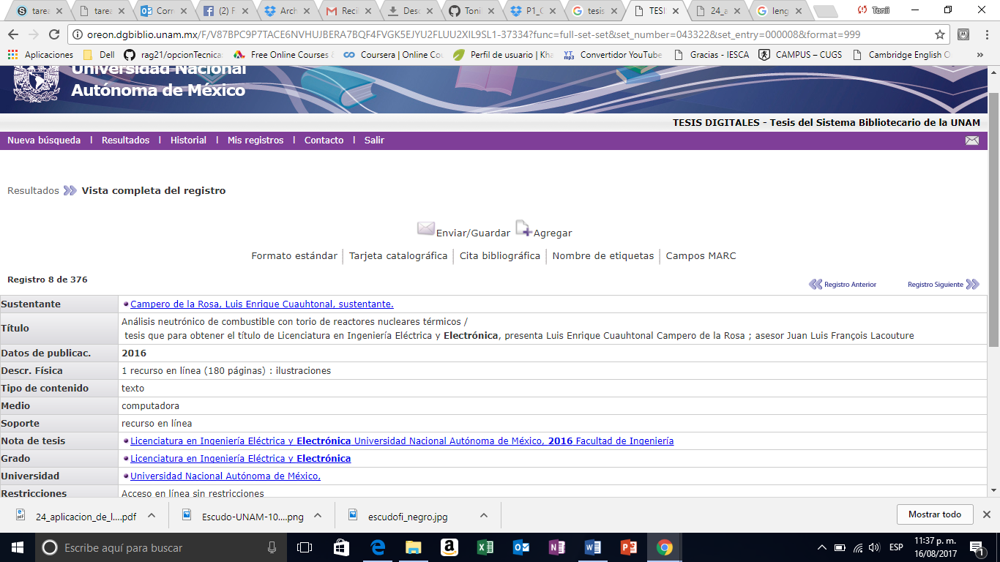 tarea
tarea
Corr
(2) F
Arch
Reci
Desc
Toni
P1_C
tesis
TESI
24_a
leng
Tonii
oreon.dgbiblio.unam.mx/F/V87BPC9P7TACE6NVHUJBERA7BQF4FVGK5EJYU2FLUU2XIL9SL1-37334?func=full-set-set&set_number=043322&set_entry=000008&format=999
Aplicaciones
Dell
rag21/opcionTecnica
Free Online Courses &
Coursera | Online Co
Perfil de usuario | Kha
Convertidor YouTube
Gracias - IESCA
CAMPUS – CUGS
Cambridge English O
»
Universidad Nacional
Autónoma de México
TESIS DIGITALES - Tesis del Sistema Bibliotecario de la UNAM
Nueva búsqueda | Resultados | Historial | Mis registros | Contacto | Salir
Resultados Vista completa del registro
Enviar/Guardar Agregar
Formato estándar | Tarjeta catalográfica | Cita bibliográfica | Nombre de etiquetas | Campos MARC
Registro 8 de 376
Registro Anterior Registro Siguiente
Sustentante Campero de la Rosa, Luis Enrique Cuauhtonal, sustentante.
Título Análisis neutrónico de combustible con torio de reactores nucleares térmicos /
tesis que para obtener el título de Licenciatura en Ingeniería Eléctrica y Electrónica, presenta Luis Enrique Cuauhtonal Campero de la Rosa ; asesor Juan Luis François Lacouture
Datos de publicac. 2016
Descr. Física 1 recurso en línea (180 páginas) : ilustraciones
Tipo de contenido texto
Medio computadora
Soporte recurso en línea
Nota de tesis Licenciatura en Ingeniería Eléctrica y Electrónica Universidad Nacional Autónoma de México, 2016 Facultad de Ingeniería
Grado Licenciatura en Ingeniería Eléctrica y Electrónica
Universidad Universidad Nacional Autónoma de México,
Restricciones Acceso en línea sin restricciones
24_aplicacion_de_l....pdf
Escudo-UNAM-10....png
escudofi_negro.jpg
Mostrar todo
Escribe aquí para buscar
ESP
11:37 p. m.
16/08/2017
1